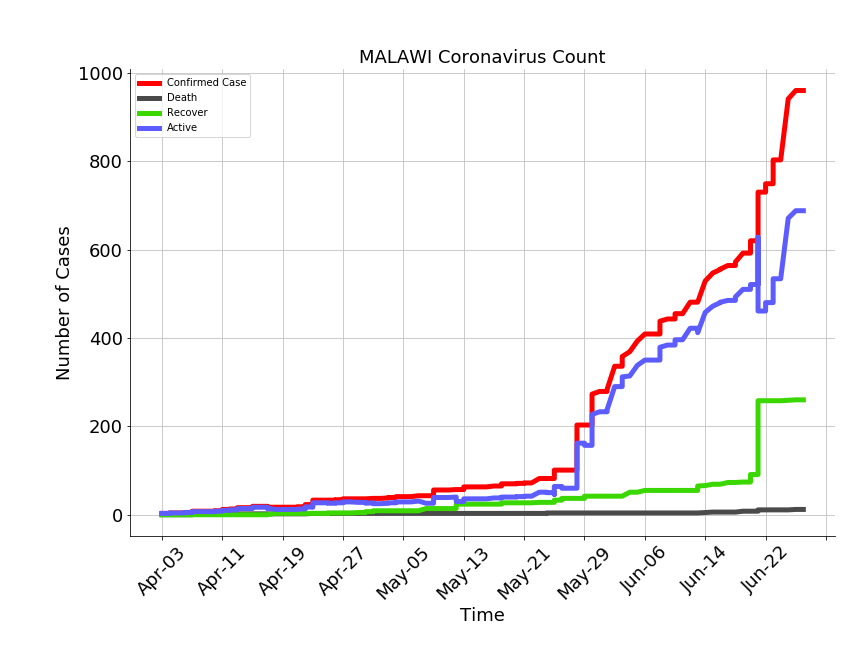 MALAWI Coronavirus Count
Confirmed Case
Death
Recover
Active
1000
800
600
400
200
0
Number of Cases
Apr-03
Apr-11
Apr-19
Apr-27
May-05
May-13
May-21
May-29
Jun-06
Jun-14
Jun-22
Time